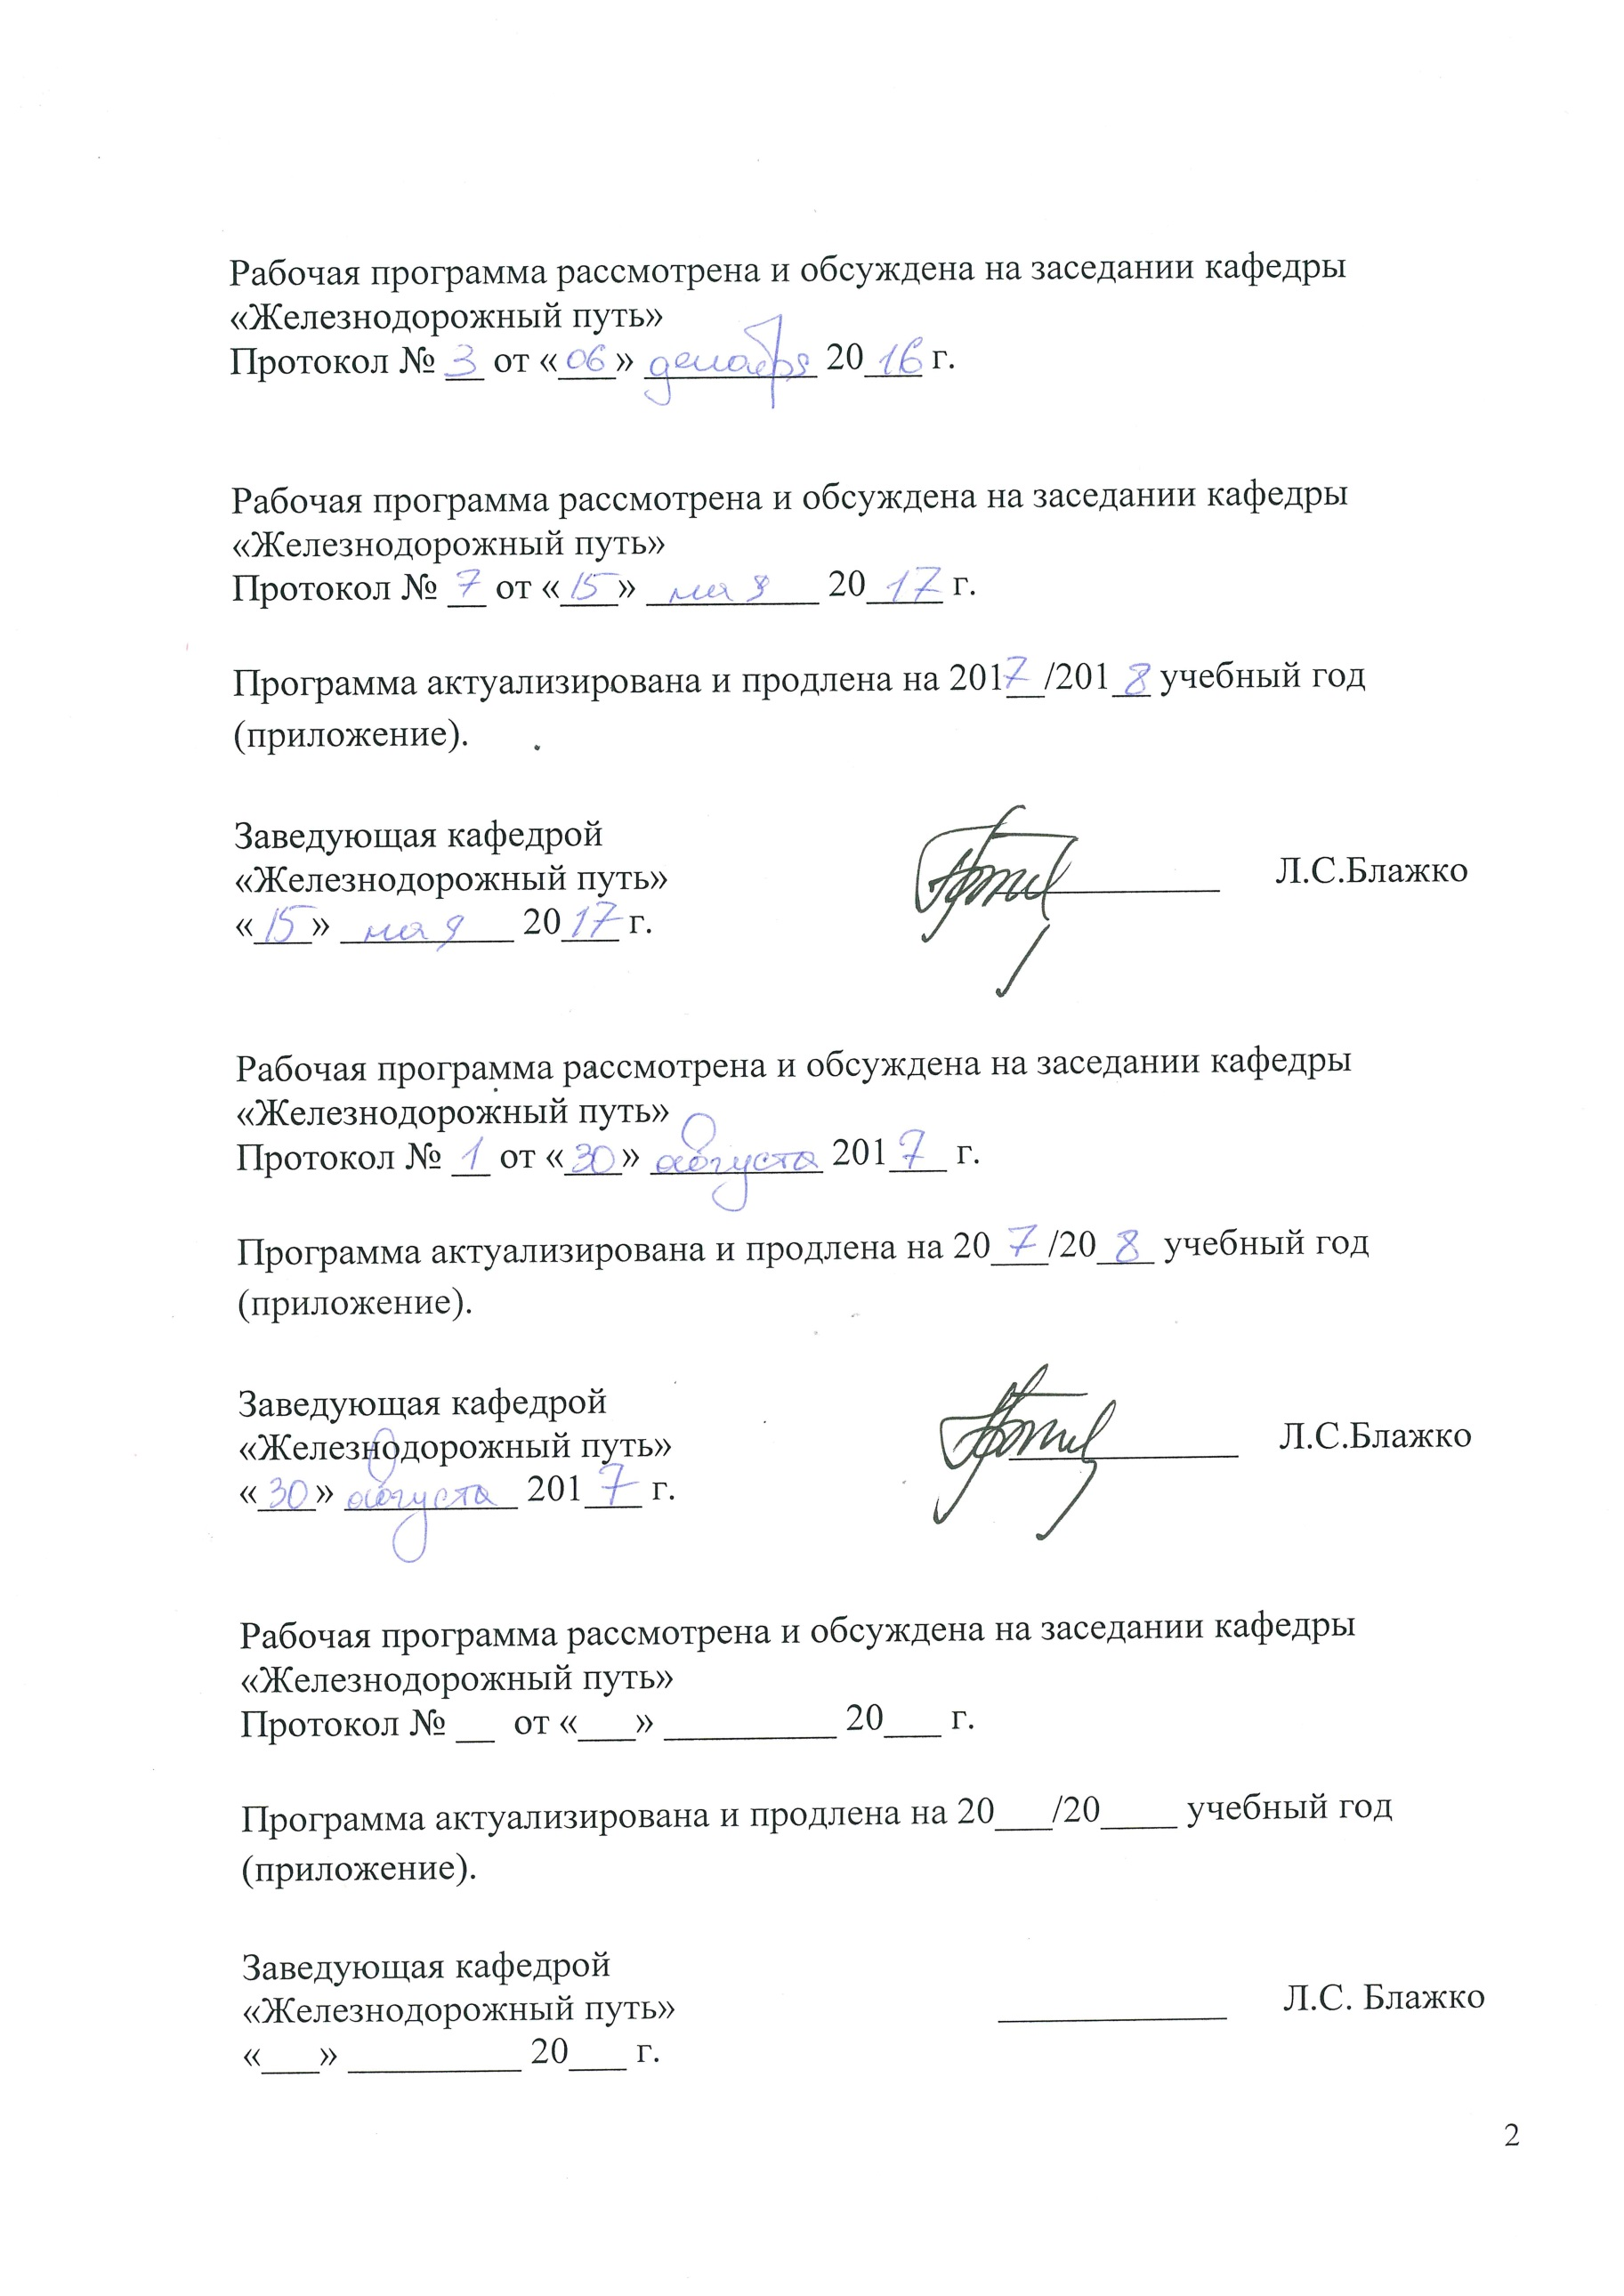 Рабочая программа рассмотрена и обсуждена на заседании кафедры
«Железнодорожный путь»
Протокол № 3 от «06» декабря 2016 г.
Рабочая программа рассмотрена и обсуждена на заседании кафедры
«Железнодорожный путь»
Протокол № 7 от «15» мая 2017 г.
Программа актуализирована и продлена на 2017/2018 учебный год
(приложение).
Заведующая кафедрой
«Железнодорожный путь» Л.С.Блажко
«15» мая 2017 г.
Рабочая программа рассмотрена и обсуждена на заседании кафедры
«Железнодорожный путь»
Протокол № 1 от «30» августа 2017 г.
Программа актуализирована и продлена на 20 7/20 8 учебный год
(приложение).
Заведующая кафедрой
«Железнодорожный путь» Л.С.Блажко
«30» августа 2017 г.
Рабочая программа рассмотрена и обсуждена на заседании кафедры
«Железнодорожный путь»
Протокол № __ от «___» _________ 20___ г.
Программа актуализирована и продлена на 20___/20____ учебный год
(приложение).
Заведующая кафедрой
«Железнодорожный путь» ____________ Л.С. Блажко
«___» _________ 20___ г.
2